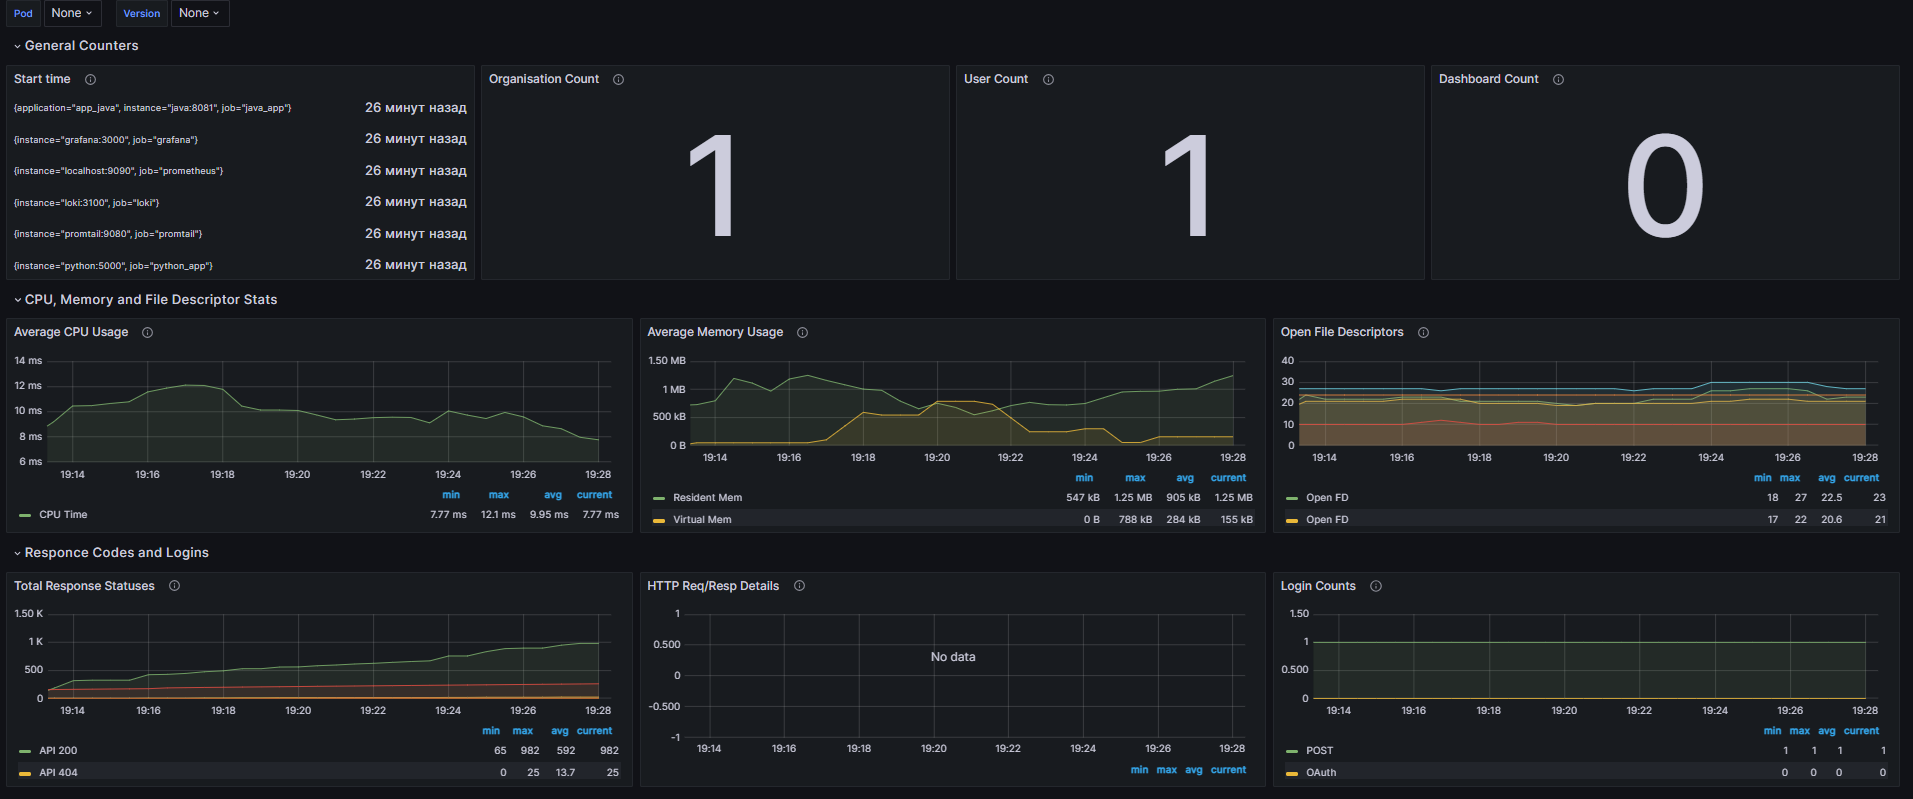 Pod None Version None
General Counters
Start time
{application="app_java", instance="java:8081", job="java_app"} 26 минут назад
{instance="grafana:3000", job="grafana"} 26 минут назад
{instance="localhost:9090", job="prometheus"} 26 минут назад
{instance="loki:3100", job="loki"} 26 минут назад
{instance="promtail:9080", job="promtail"} 26 минут назад
{instance="python:5000", job="python_app"} 26 минут назад
Organisation Count
1
User Count
1
Dashboard Count
0
CPU, Memory and File Descriptor Stats
Average CPU Usage
14 ms
12 ms
10 ms
8 ms
6 ms
19:14 19:16 19:18 19:20 19:22 19:24 19:26 19:28
min max avg current
CPU Time 7.77 ms 12.1 ms 9.95 ms 7.77 ms
Average Memory Usage
1.50 MB
1 MB
500 kB
0 B
19:14 19:16 19:18 19:20 19:22 19:24 19:26 19:28
min max avg current
Resident Mem 547 kB 1.25 MB 905 kB 1.25 MB
Virtual Mem 0 B 788 kB 284 kB 155 kB
Open File Descriptors
40
30
20
10
0
19:14 19:16 19:18 19:20 19:22 19:24 19:26 19:28
min max avg current
Open FD 18 27 22.5 23
Open FD 17 22 20.6 21
Responce Codes and Logins
Total Response Statuses
1.50 K
1 K
500
0
19:14 19:16 19:18 19:20 19:22 19:24 19:26 19:28
min max avg current
API 200 65 982 592 982
API 404 0 25 13.7 25
HTTP Req/Resp Details
1
0.500
0
-0.500
-1
No data
19:14 19:16 19:18 19:20 19:22 19:24 19:26 19:28
min max avg current
Login Counts
1.50
1
0.500
0
19:14 19:16 19:18 19:20 19:22 19:24 19:26 19:28
min max avg current
POST 1 1 1 1
OAuth 0 0 0 0